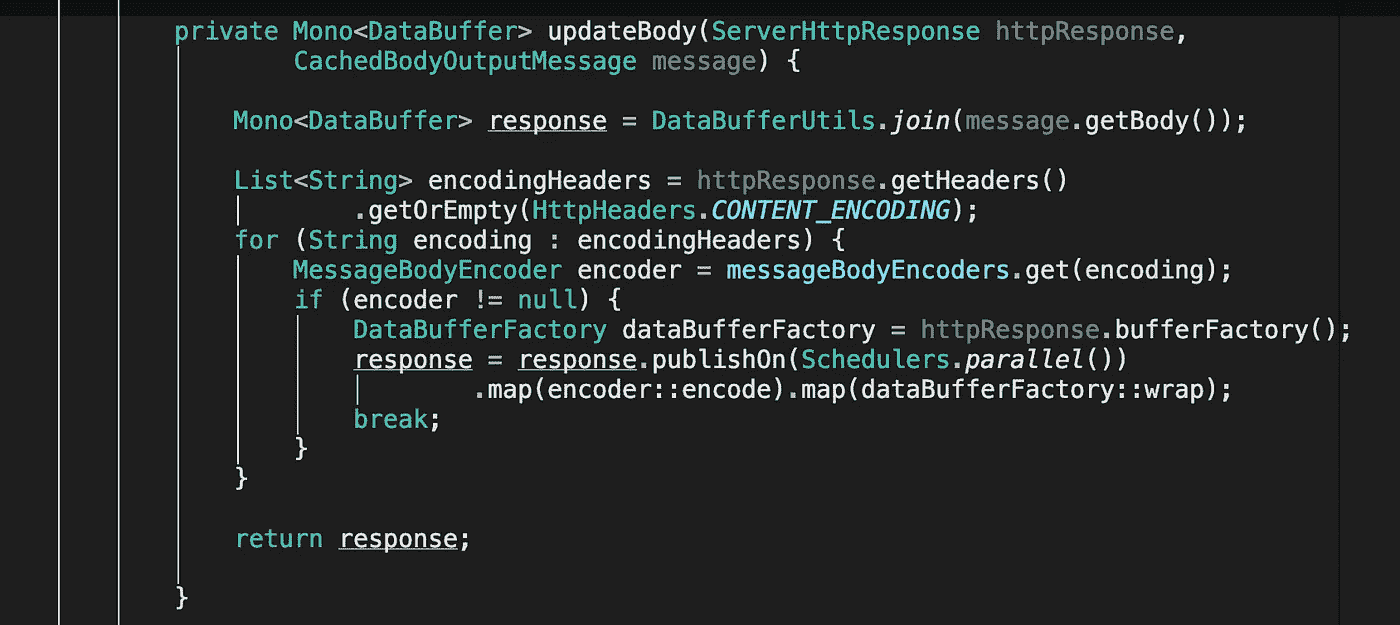 private Mono<DataBuffer> updateBody(ServerHttpResponse httpResponse,
CachedBodyOutputMessage message) {
Mono<DataBuffer> response = DataBufferUtils.join(message.getBody());
List<String> encodingHeaders = httpResponse.getHeaders()
.getOrEmpty(HttpHeaders.CONTENT_ENCODING);
for (String encoding : encodingHeaders) {
MessageBodyEncoder encoder = messageBodyEncoders.get(encoding);
if (encoder != null) {
DataBufferFactory dataBufferFactory = httpResponse.bufferFactory();
response = response.publishOn(Schedulers.parallel())
.map(encoder::encode).map(dataBufferFactory::wrap);
break;
}
}
return response;
}